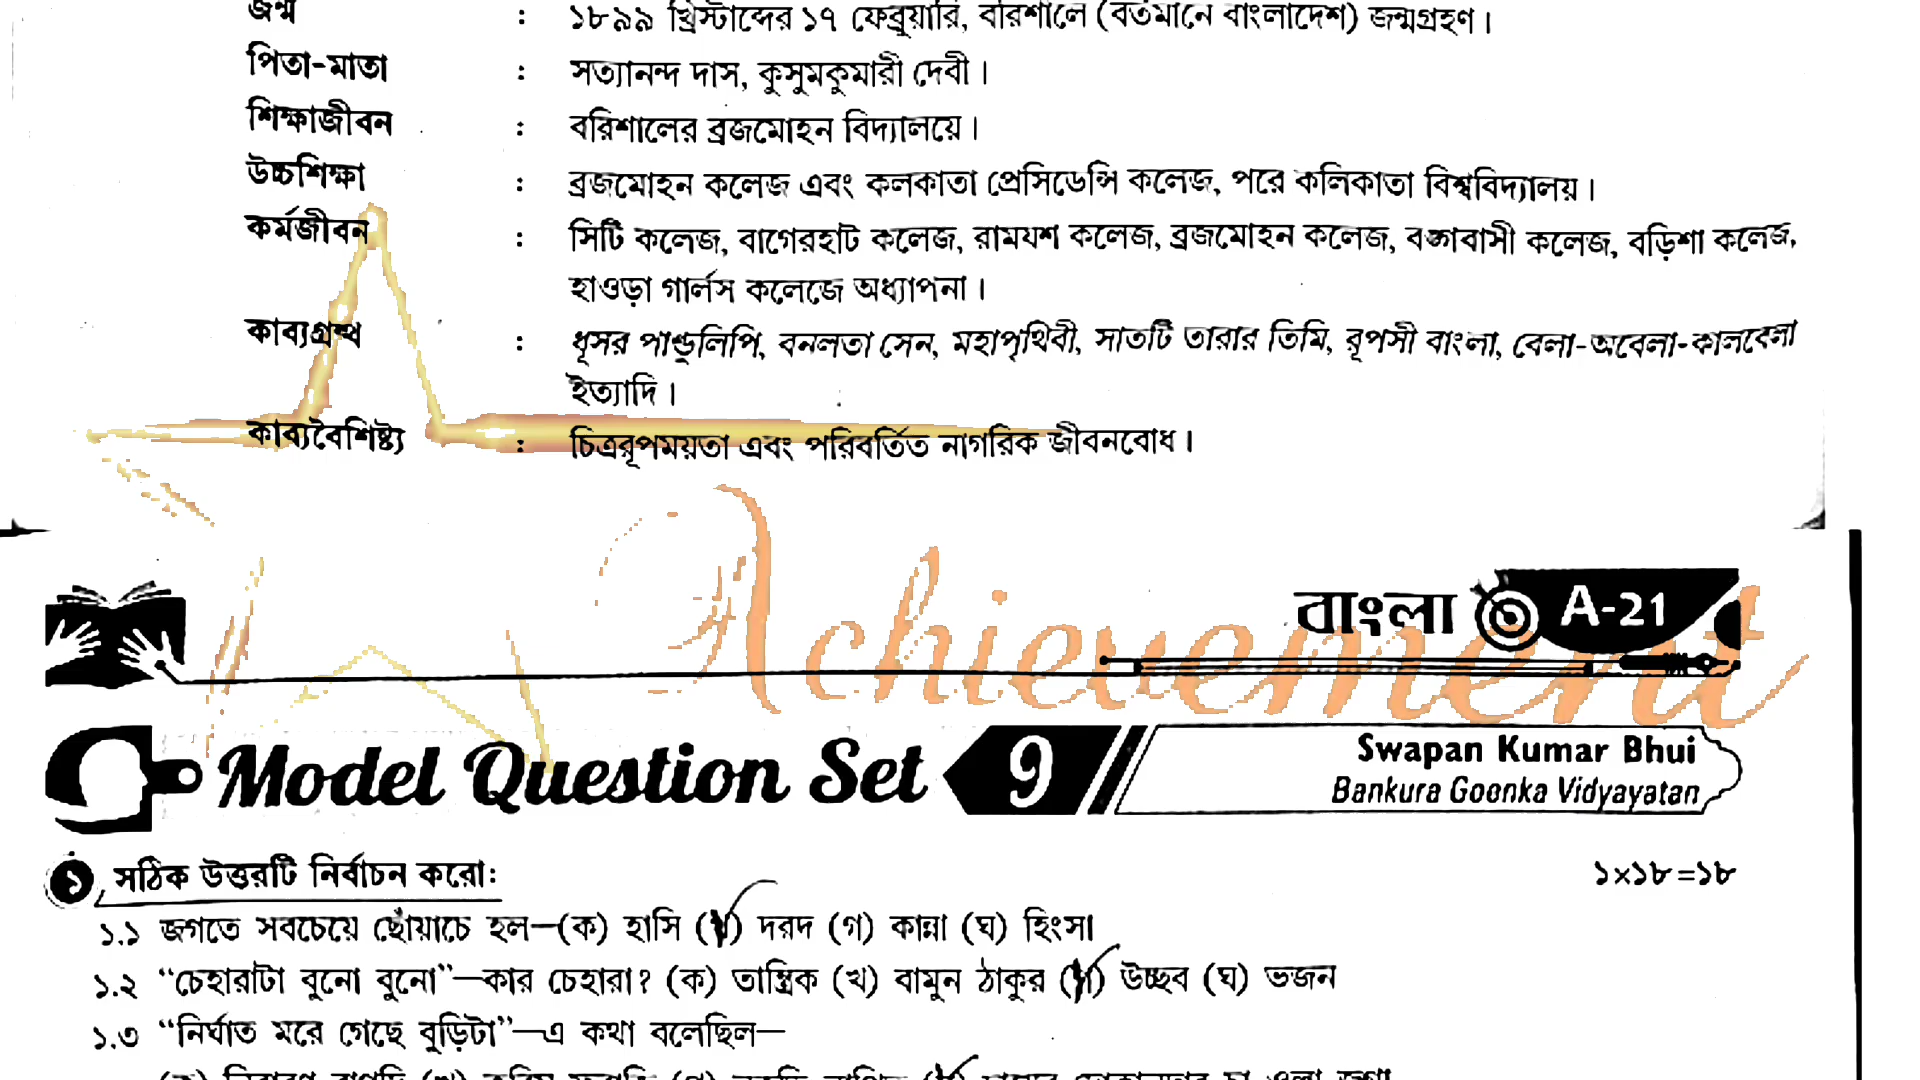 জন্ম : ১৮৯৯ খ্রিস্টাব্দের ১৭ ফেব্রুয়ারি, বরিশালে (বর্তমানে বাংলাদেশ) জন্মগ্রহণ।
পিতা-মাতা : সত্যানন্দ দাস, কুসুমকুমারী দেবী।
শিক্ষাজীবন : বরিশালের ব্রজমোহন বিদ্যালয়ে।
উচ্চশিক্ষা : ব্রজমোহন কলেজ এবং কলকাতা প্রেসিডেন্সি কলেজ, পরে কলিকাতা বিশ্ববিদ্যালয়।
কর্মজীবন : সিটি কলেজ, বাগেরহাট কলেজ, রামযশ কলেজ, ব্রজমোহন কলেজ, বঙ্গবাসী কলেজ, বড়িশা কলেজ,
হাওড়া গার্লস কলেজে অধ্যাপনা।
কাব্যগ্রন্থ : ধূসর পাণ্ডুলিপি, বনলতা সেন, মহাপৃথিবী, সাতটি তারার তিমি, রূপসী বাংলা, বেলা-অবেলা-কালবেলা
ইত্যাদি।
কাব্যবৈশিষ্ট্য : চিত্ররূপময়তা এবং পরিবর্তিত নাগরিক জীবনবোধ।
Achievement
বাংলা A-21
Model Question Set 9 Swapan Kumar Bhui
Bankura Goenka Vidyayatan
১ সঠিক উত্তরটি নির্বাচন করো: ১×১৮=১৮
১.১ জগতে সবচেয়ে ছোঁয়াচে হল—(ক) হাসি (খ) দরদ (গ) কান্না (ঘ) হিংসা
১.২ “চেহারাটা বুনো বুনো”—কার চেহারা? (ক) তান্ত্রিক (খ) বামুন ঠাকুর (গ) উচ্ছব (ঘ) ভজন
১.৩ “নির্ঘাত মরে গেছে বুড়িটা”—এ কথা বলেছিল—